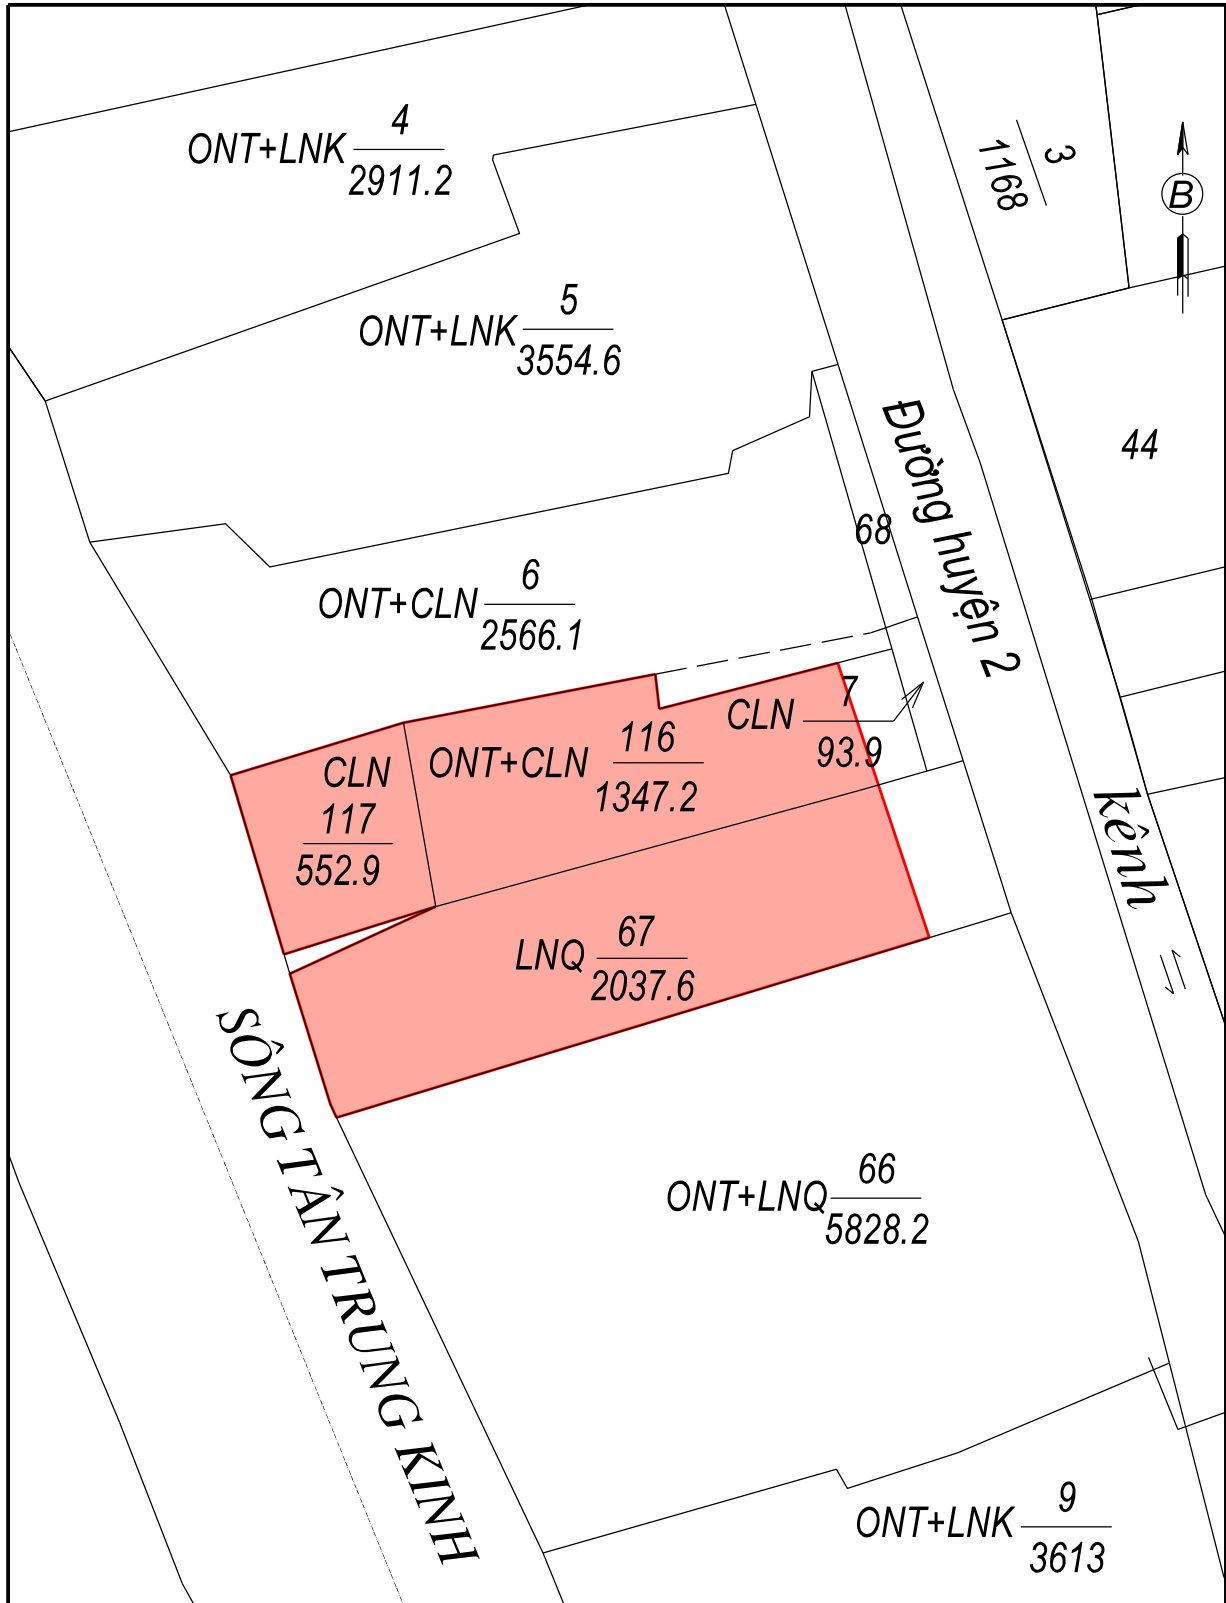 4
ONT+LNK
2911.2
3
1168
B
5
ONT+LNK
3554.6
Đường huyện 2
44
68
6
ONT+CLN
2566.1
7
CLN
93.9
116
ONT+CLN
1347.2
CLN
117
552.9
kênh
67
LNQ
2037.6
SÔNG TÂN TRUNG KINH
66
ONT+LNQ
5828.2
9
ONT+LNK
3613